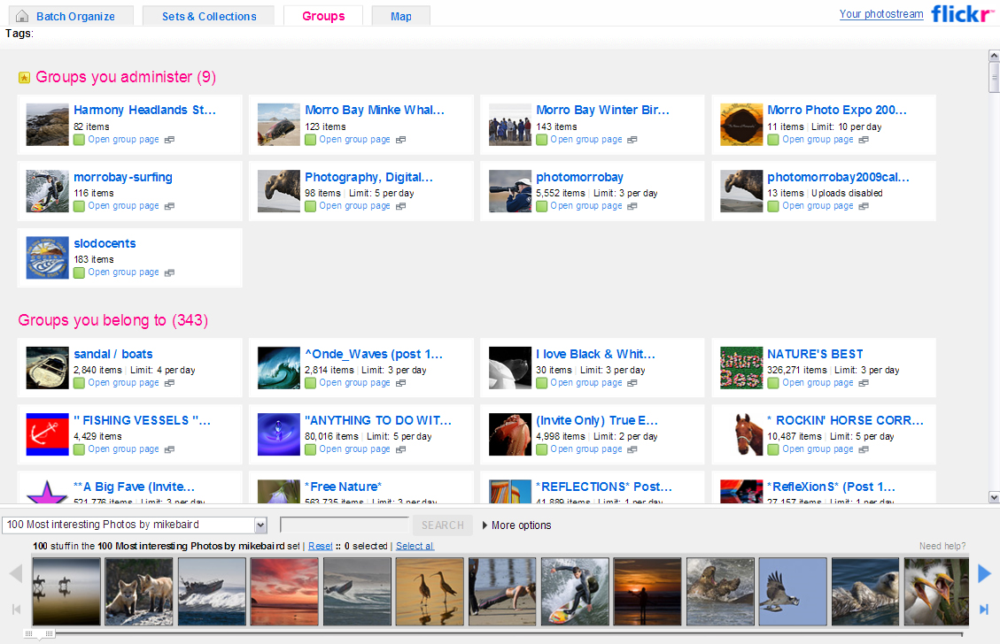 Batch Organize Sets & Collections Groups Map Your photostream flickr
Tags:
Groups you administer (9)
Harmony Headlands St...
82 items
Open group page
Morro Bay Minke Whal...
123 items
Open group page
Morro Bay Winter Bir...
143 items
Open group page
Morro Photo Expo 200...
11 items | Limit: 10 per day
Open group page
morrobay-surfing
116 items
Open group page
Photography, Digital...
98 items | Limit: 5 per day
Open group page
photomorrobay
5,552 items | Limit: 3 per day
Open group page
photomorrobay2009cal...
13 items | Uploads disabled
Open group page
slodocents
183 items
Open group page
Groups you belong to (343)
sandal / boats
2,840 items | Limit: 4 per day
Open group page
^Onde_Waves (post 1...
2,814 items | Limit: 3 per day
Open group page
I love Black & Whit...
30 items | Limit: 3 per day
Open group page
NATURE'S BEST
326,271 items | Limit: 3 per day
Open group page
" FISHING VESSELS "...
4,429 items
Open group page
"ANYTHING TO DO WIT...
80,016 items | Limit: 5 per day
Open group page
(Invite Only) True E...
4,998 items | Limit: 2 per day
Open group page
* ROCKIN' HORSE CORR...
10,487 items | Limit: 5 per day
Open group page
**A Big Fave (Invite...
521,776 items | Limit: 3 per day
*Free Nature*
563,735 items | Limit: 3 per day
*REFLECTIONS* Post...
41,889 items | Limit: 1 per day
*RefleXionS* (Post 1...
27,157 items | Limit: 1 per day
100 Most interesting Photos by mikebaird SEARCH More options
100 stuff in the 100 Most interesting Photos by mikebaird set | Reset :: 0 selected | Select all Need help?